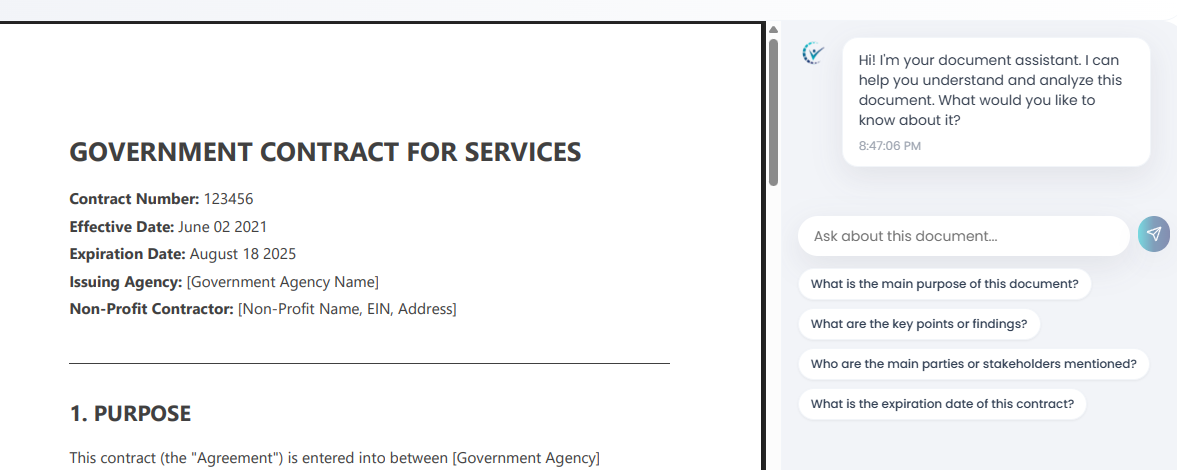 GOVERNMENT CONTRACT FOR SERVICES
Contract Number: 123456
Effective Date: June 02 2021
Expiration Date: August 18 2025
Issuing Agency: [Government Agency Name]
Non-Profit Contractor: [Non-Profit Name, EIN, Address]
1. PURPOSE
This contract (the "Agreement") is entered into between [Government Agency]
Hi! I'm your document assistant. I can
help you understand and analyze this
document. What would you like to
know about it?
8:47:06 PM
Ask about this document...
What is the main purpose of this document?
What are the key points or findings?
Who are the main parties or stakeholders mentioned?
What is the expiration date of this contract?